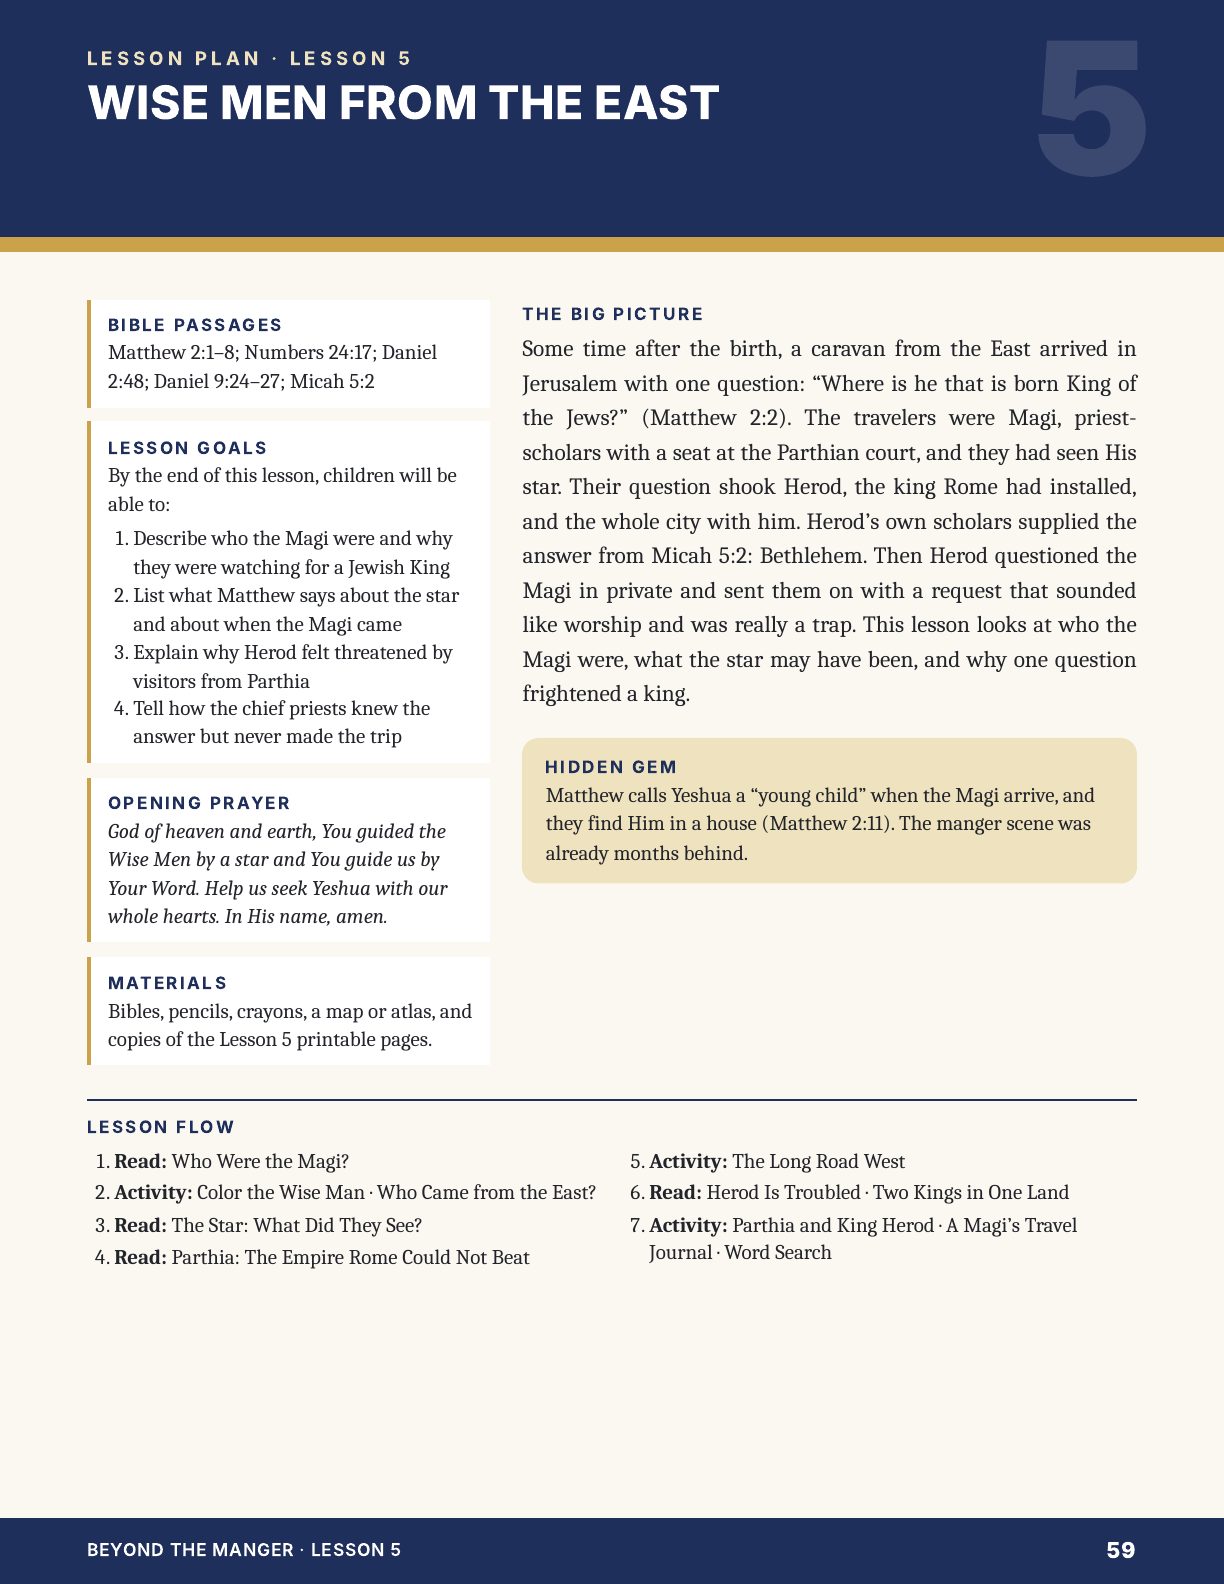 LESSON PLAN · LESSON 5
WISE MEN FROM THE EAST
5
BIBLE PASSAGES
Matthew 2:1–8; Numbers 24:17; Daniel
2:48; Daniel 9:24–27; Micah 5:2
LESSON GOALS
By the end of this lesson, children will be
able to:
1. Describe who the Magi were and why
they were watching for a Jewish King
2. List what Matthew says about the star
and about when the Magi came
3. Explain why Herod felt threatened by
visitors from Parthia
4. Tell how the chief priests knew the
answer but never made the trip
OPENING PRAYER
God of heaven and earth, You guided the
Wise Men by a star and You guide us by
Your Word. Help us seek Yeshua with our
whole hearts. In His name, amen.
MATERIALS
Bibles, pencils, crayons, a map or atlas, and
copies of the Lesson 5 printable pages.
THE BIG PICTURE
Some time after the birth, a caravan from the East arrived in
Jerusalem with one question: “Where is he that is born King of
the Jews?” (Matthew 2:2). The travelers were Magi, priest-
scholars with a seat at the Parthian court, and they had seen His
star. Their question shook Herod, the king Rome had installed,
and the whole city with him. Herod’s own scholars supplied the
answer from Micah 5:2: Bethlehem. Then Herod questioned the
Magi in private and sent them on with a request that sounded
like worship and was really a trap. This lesson looks at who the
Magi were, what the star may have been, and why one question
frightened a king.
HIDDEN GEM
Matthew calls Yeshua a “young child” when the Magi arrive, and
they find Him in a house (Matthew 2:11). The manger scene was
already months behind.
LESSON FLOW
1. Read: Who Were the Magi?
2. Activity: Color the Wise Man · Who Came from the East?
3. Read: The Star: What Did They See?
4. Read: Parthia: The Empire Rome Could Not Beat
5. Activity: The Long Road West
6. Read: Herod Is Troubled · Two Kings in One Land
7. Activity: Parthia and King Herod · A Magi’s Travel
Journal · Word Search
BEYOND THE MANGER · LESSON 5
59